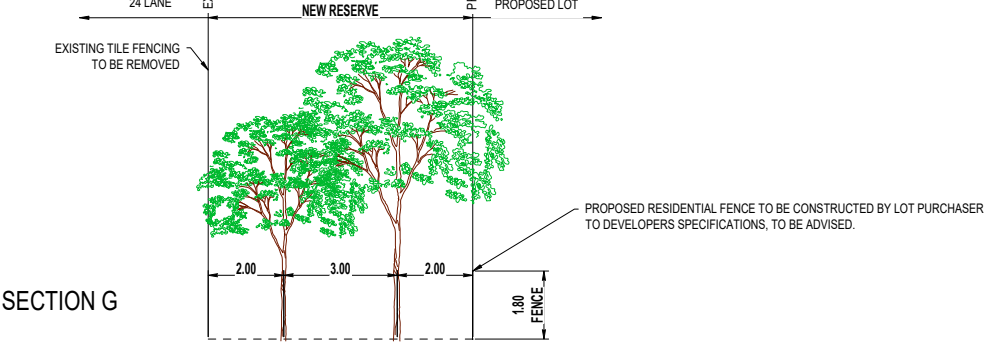 24 LANE
NEW RESERVE
PROPOSED LOT
EXISTING TILE FENCING
TO BE REMOVED
PROPOSED RESIDENTIAL FENCE TO BE CONSTRUCTED BY LOT PURCHASER
TO DEVELOPERS SPECIFICATIONS, TO BE ADVISED.
2.00
3.00
2.00
1.80
FENCE
SECTION G